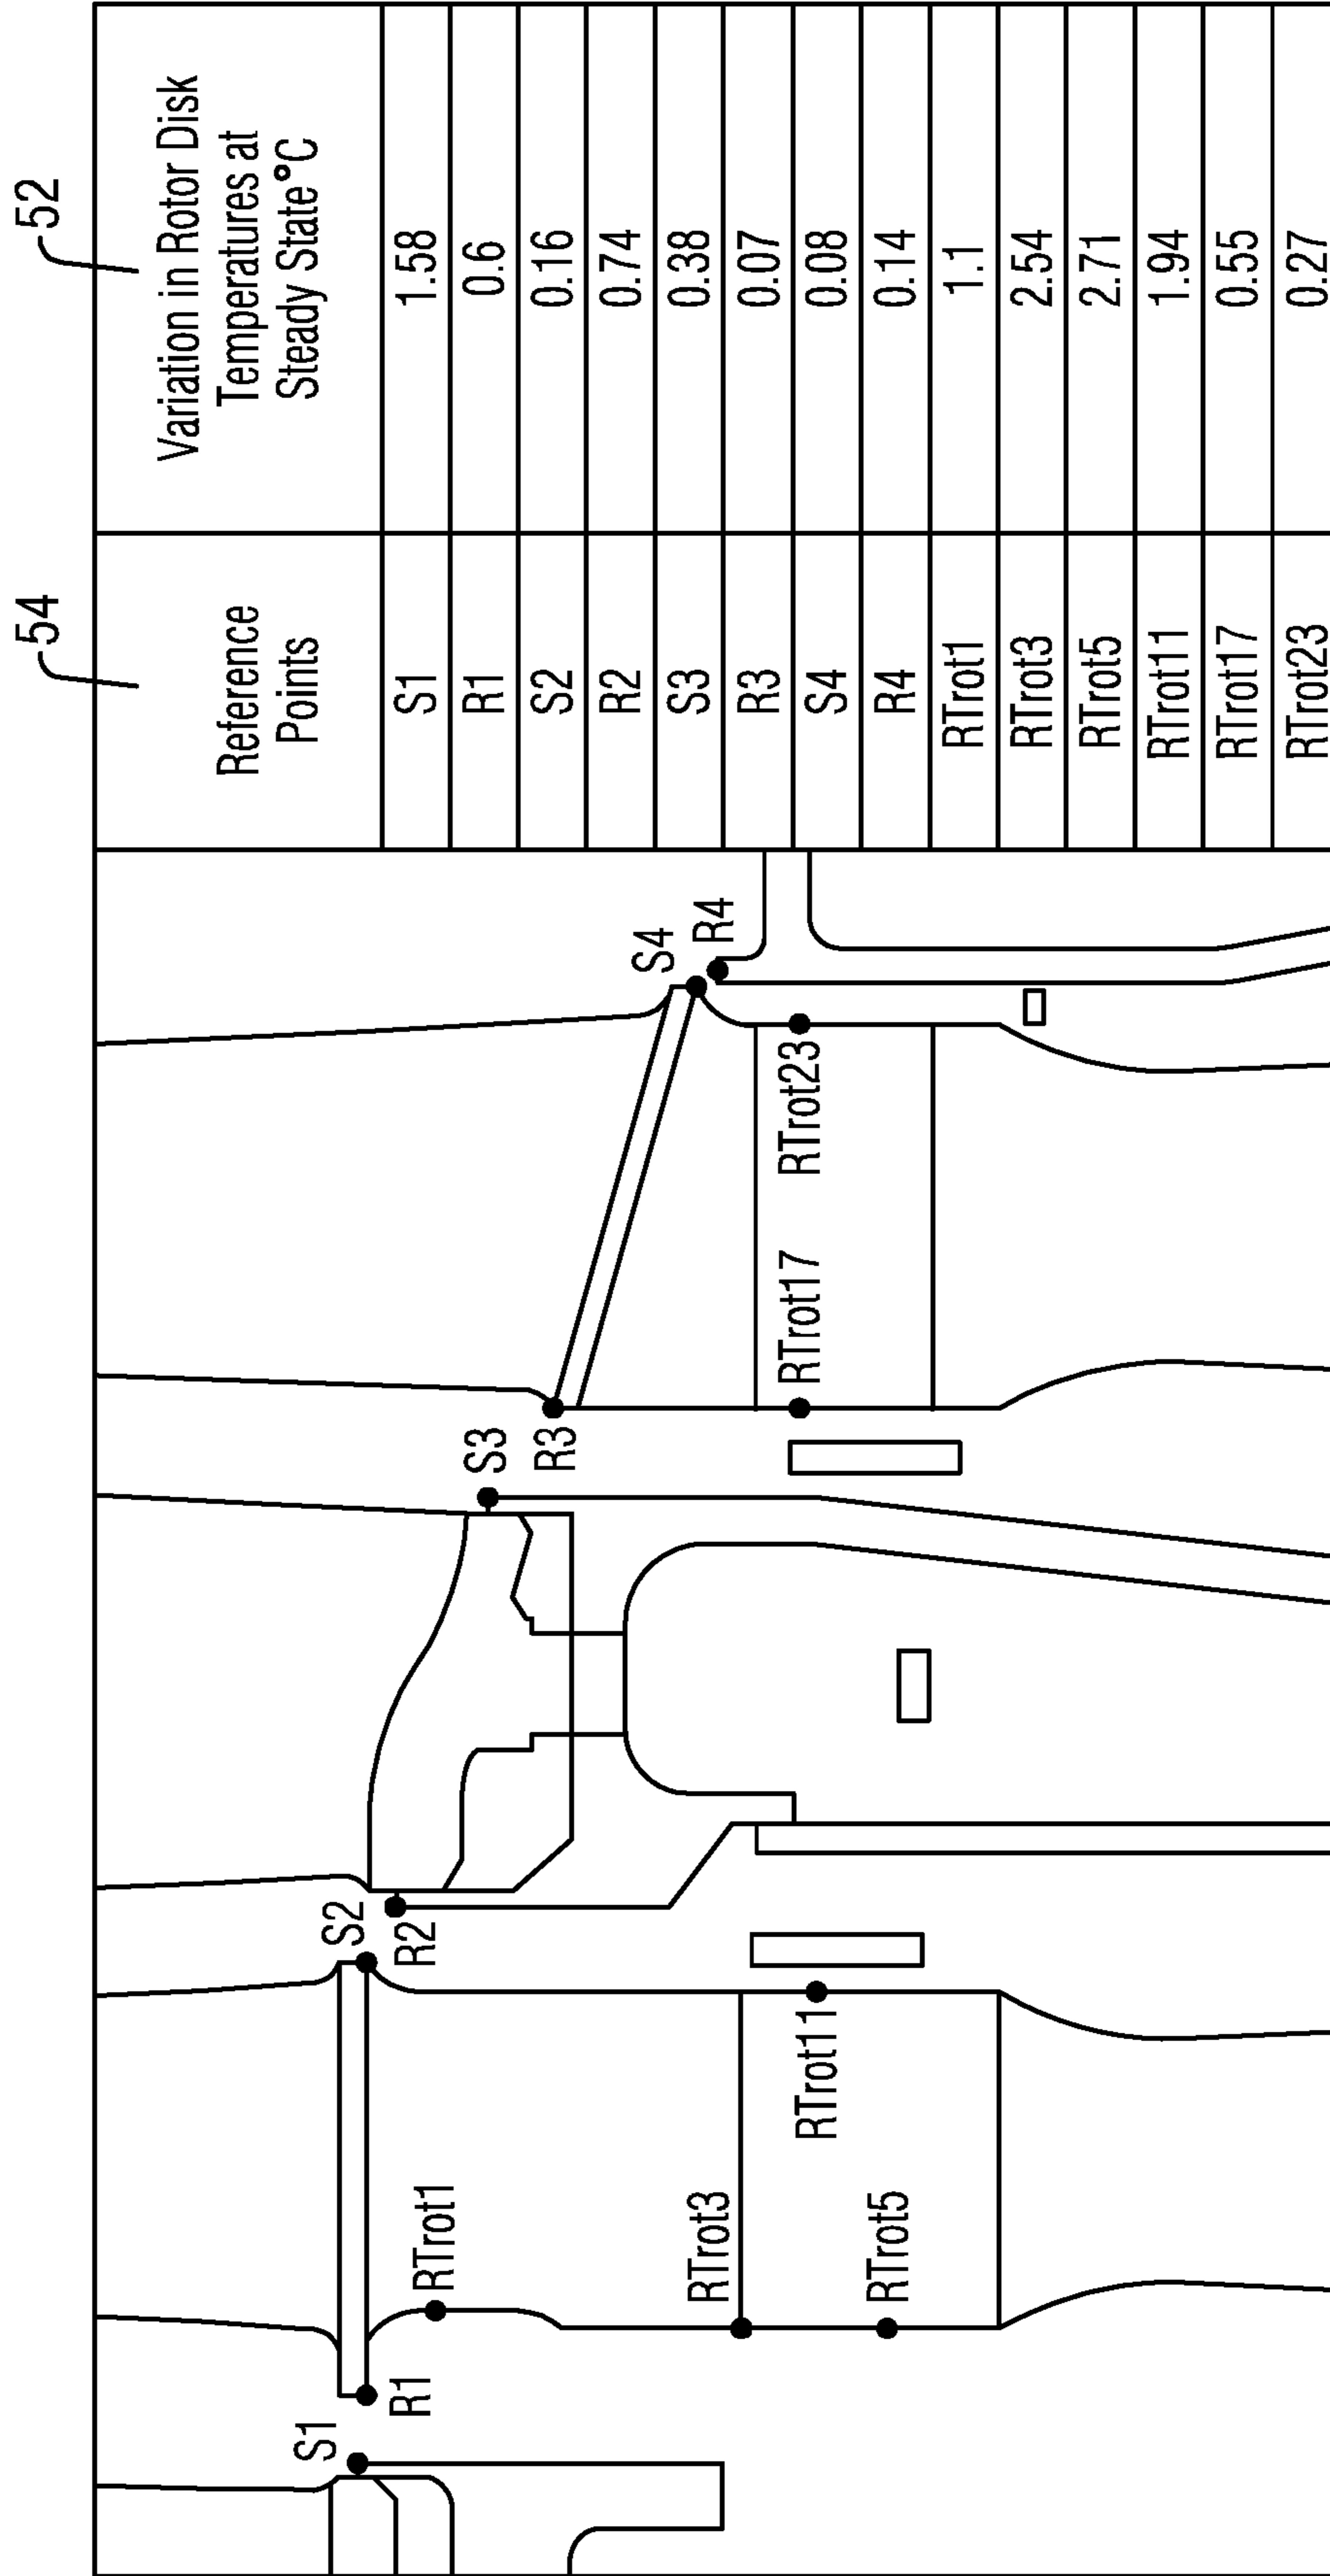 54
52
Reference
Points
Variation in Rotor Disk
Temperatures at
Steady State°C
S1 1.58
R1 0.6
S2 0.16
R2 0.74
S3 0.38
R3 0.07
S4 0.08
R4 0.14
RTrot1 1.1
RTrot3 2.54
RTrot5 2.71
RTrot11 1.94
RTrot17 0.55
RTrot23 0.27
S1
R1
RTrot1
RTrot3
RTrot5
RTrot11
S2
R2
S3
R3
RTrot17
RTrot23
S4
R4